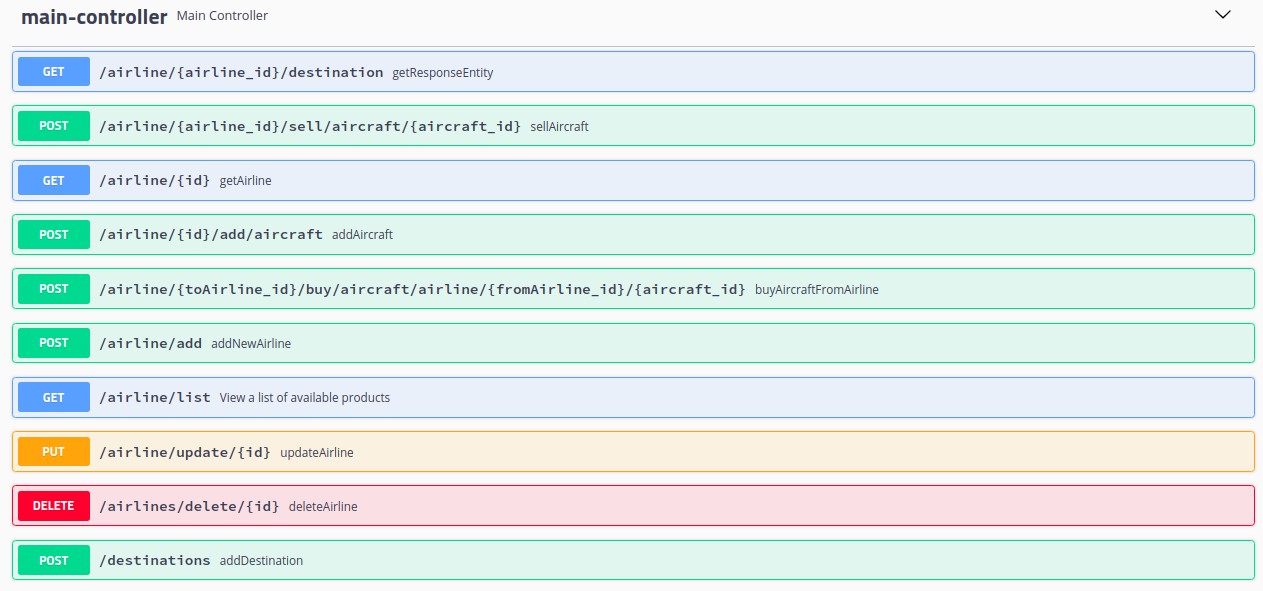 main-controller Main Controller
GET /airline/{airline_id}/destination getResponseEntity
POST /airline/{airline_id}/sell/aircraft/{aircraft_id} sellAircraft
GET /airline/{id} getAirline
POST /airline/{id}/add/aircraft addAircraft
POST /airline/{toAirline_id}/buy/aircraft/airline/{fromAirline_id}/{aircraft_id} buyAircraftFromAirline
POST /airline/add addNewAirline
GET /airline/list View a list of available products
PUT /airline/update/{id} updateAirline
DELETE /airlines/delete/{id} deleteAirline
POST /destinations addDestination